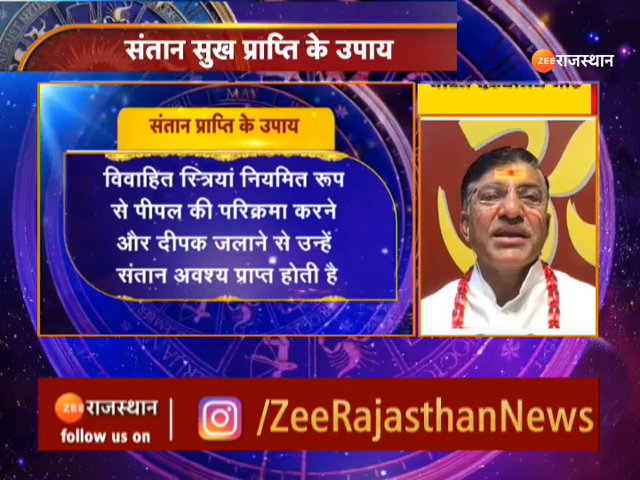 संतान सुख प्राप्ति के उपाय
ZEE राजस्थान
संतान प्राप्ति के उपाय
विवाहित स्त्रियां नियमित रूप
से पीपल की परिक्रमा करने
और दीपक जलाने से उन्हें
संतान अवश्य प्राप्त होती है
MAY
ZEE राजस्थान
follow us on
/ZeeRajasthanNews